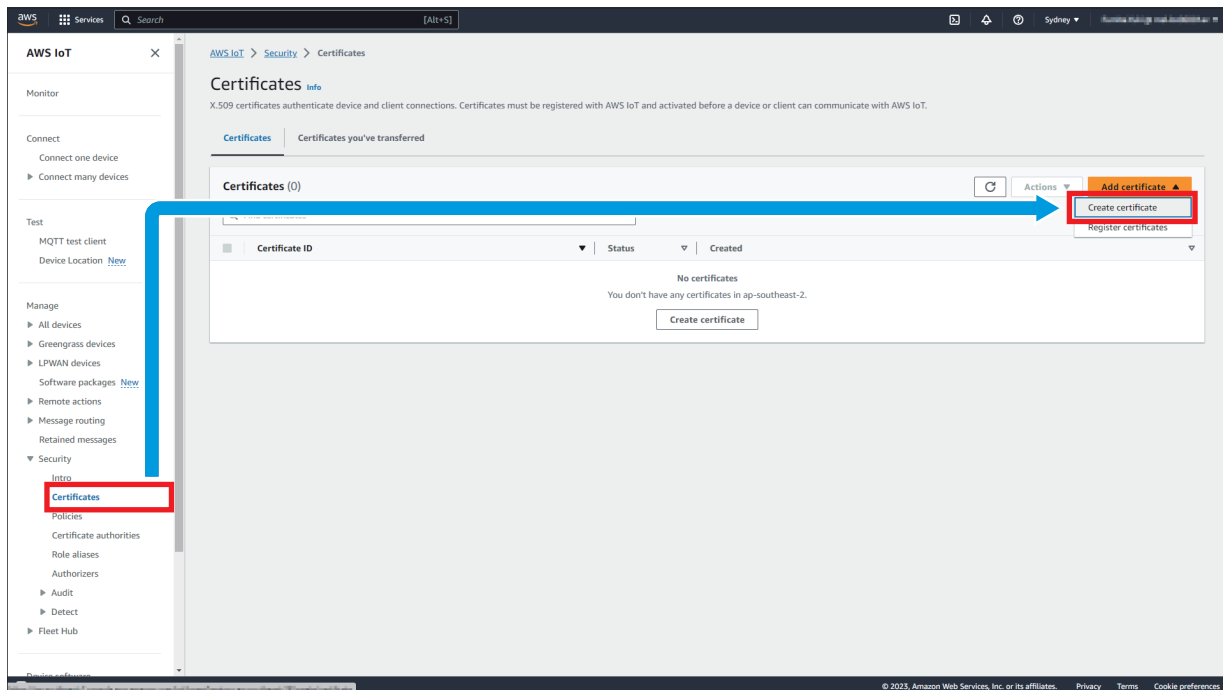 aws Services Search [Alt+S] Sydney
AWS IoT
Monitor
Connect
Connect one device
Connect many devices
Test
MQTT test client
Device Location New
Manage
All devices
Greengrass devices
LPWAN devices
Software packages New
Remote actions
Message routing
Retained messages
Security
Intro
Certificates
Policies
Certificate authorities
Role aliases
Authorizers
Audit
Detect
Fleet Hub
Device software
AWS IoT > Security > Certificates
Certificates Info
X.509 certificates authenticate device and client connections. Certificates must be registered with AWS IoT and activated before a device or client can communicate with AWS IoT.
Certificates Certificates you've transferred
Certificates (0) Actions Add certificate
Create certificate
Register certificates
Certificate ID Status Created
No certificates
You don't have any certificates in ap-southeast-2.
Create certificate
© 2023, Amazon Web Services, Inc. or its affiliates. Privacy Terms Cookie preferences